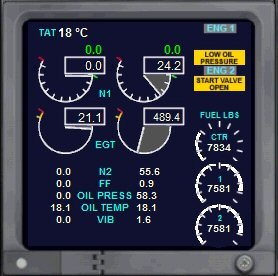 TAT 18 °C
ENG 1
0.0 0.0
0.0 24.2
LOW OIL
PRESSURE
ENG 2
START VALVE
OPEN
N1
21.1 489.4
FUEL LBS
EGT
CTR
7834
0.0 N2 55.6
0.0 FF 0.9
0.0 OIL PRESS 58.3
18.1 OIL TEMP 18.1
0.0 VIB 1.6
1
7581
2
7581